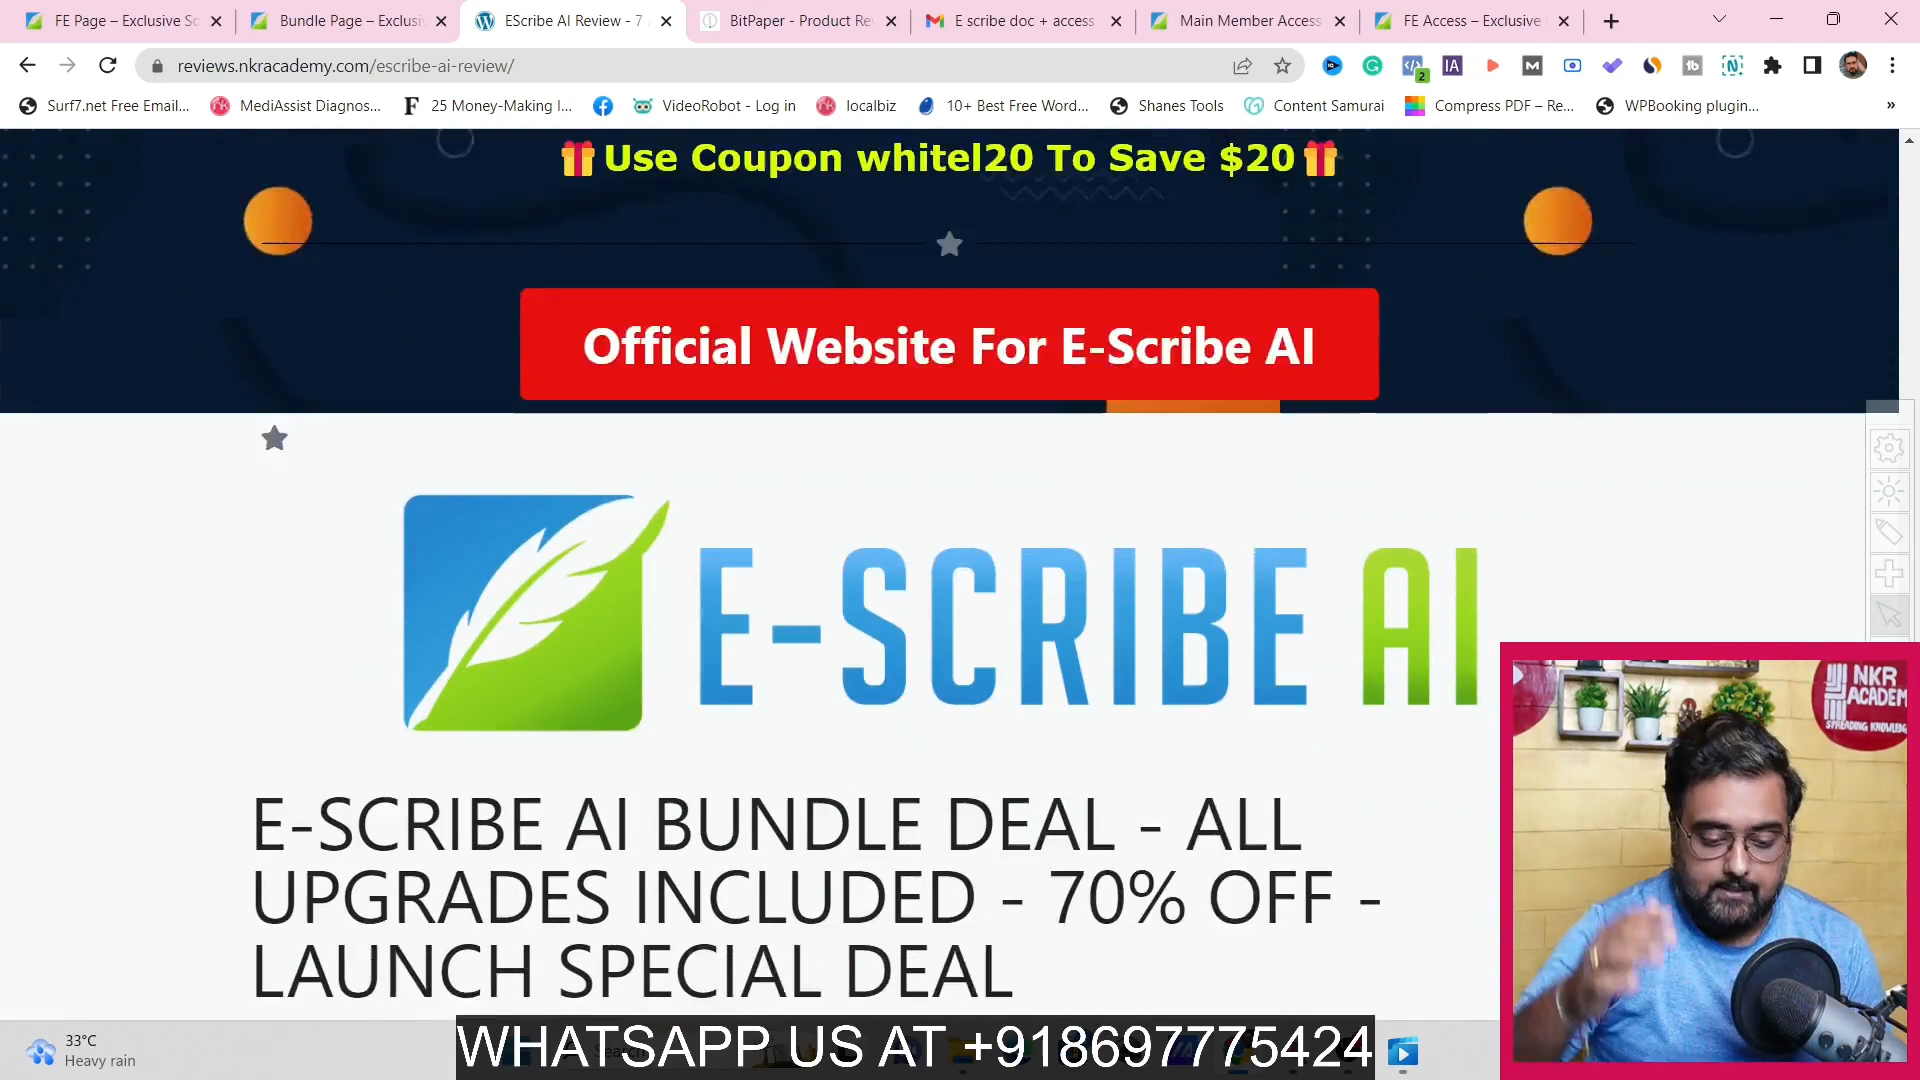 FE Page – Exclusive Sc
Bundle Page – Exclusiv
EScribe AI Review - 7
BitPaper - Product Re
E scribe doc + access
Main Member Access
FE Access – Exclusive
reviews.nkracademy.com/escribe-ai-review/
Surf7.net Free Email...
MediAssist Diagnos...
25 Money-Making I...
VideoRobot - Log in
localbiz
10+ Best Free Word...
Shanes Tools
Content Samurai
Compress PDF – Re...
WPBooking plugin...
Use Coupon whitel20 To Save $20
Official Website For E-Scribe AI
E-SCRIBE AI
E-SCRIBE AI BUNDLE DEAL - ALL
UPGRADES INCLUDED - 70% OFF -
LAUNCH SPECIAL DEAL
NKR
ACADEM
SPREADING KNOWLED
33°C
Heavy rain
WHATSAPP US AT +918697775424